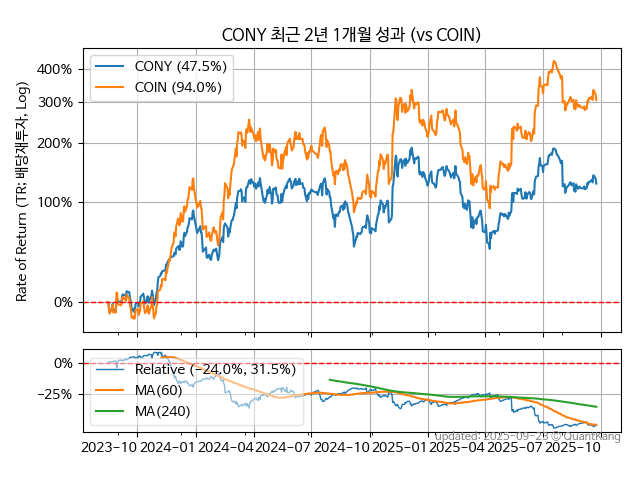 CONY 최근 2년 1개월 성과 (vs COIN)
Rate of Return (TR: 배당재투자, Log)
CONY (47.5%)
COIN (94.0%)
400%
300%
200%
100%
0%
Relative (−24.0%, 31.5%)
MA(60)
MA(240)
0%
−25%
updated: 2025-09-23 © QuantKang
2023-10 2024-01 2024-04 2024-07 2024-10 2025-01 2025-04 2025-07 2025-10